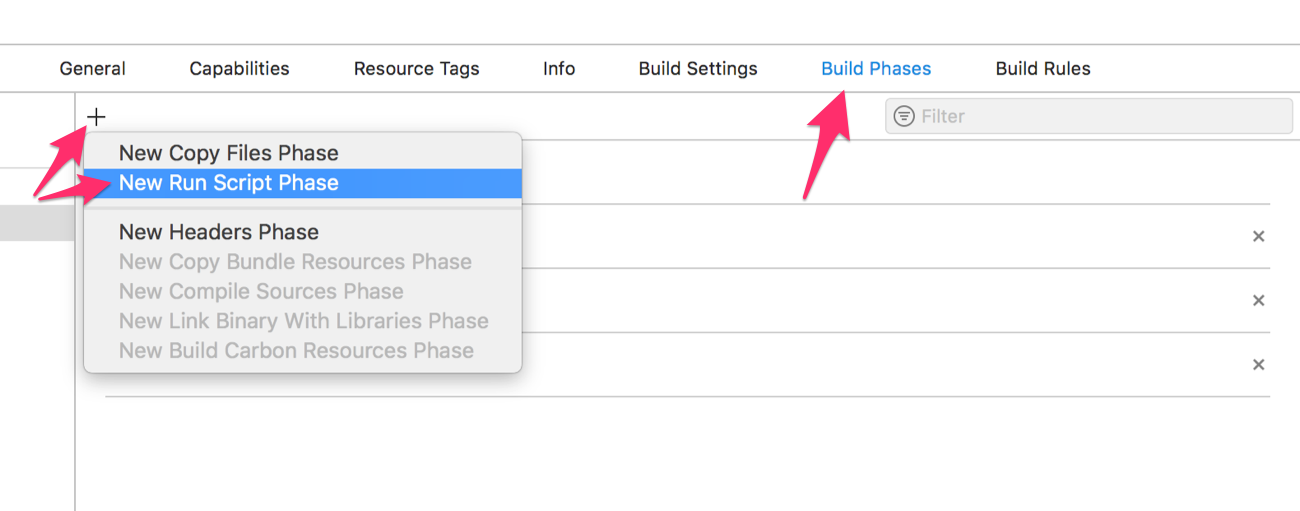 General Capabilities Resource Tags Info Build Settings Build Phases Build Rules
Filter
New Copy Files Phase
New Run Script Phase
New Headers Phase
New Copy Bundle Resources Phase
New Compile Sources Phase
New Link Binary With Libraries Phase
New Build Carbon Resources Phase